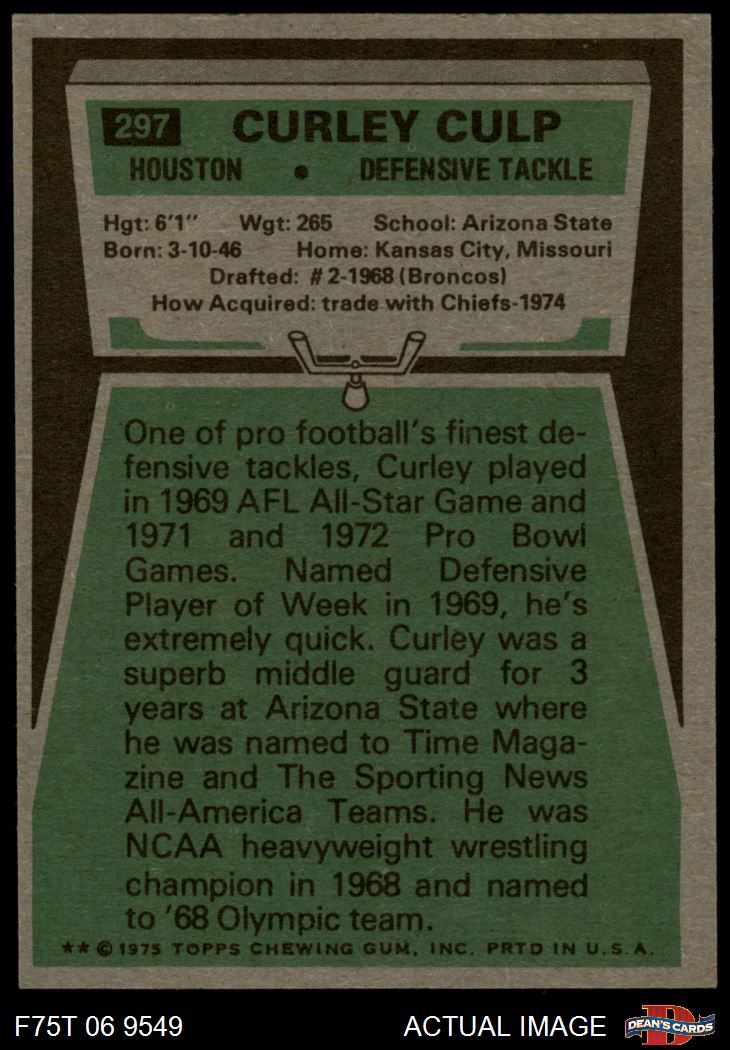 297 CURLEY CULP
HOUSTON • DEFENSIVE TACKLE
Hgt: 6'1" Wgt: 265 School: Arizona State
Born: 3-10-46 Home: Kansas City, Missouri
Drafted: #2-1968 (Broncos)
How Acquired: trade with Chiefs-1974
One of pro football's finest de-
fensive tackles, Curley played
in 1969 AFL All-Star Game and
1971 and 1972 Pro Bowl
Games. Named Defensive
Player of Week in 1969, he's
extremely quick. Curley was a
superb middle guard for 3
years at Arizona State where
he was named to Time Maga-
zine and The Sporting News
All-America Teams. He was
NCAA heavyweight wrestling
champion in 1968 and named
to '68 Olympic team.
★★ © 1975 TOPPS CHEWING GUM, INC. PRTD IN U.S.A.
F75T 06 9549 ACTUAL IMAGE D DEAN'S CARDS